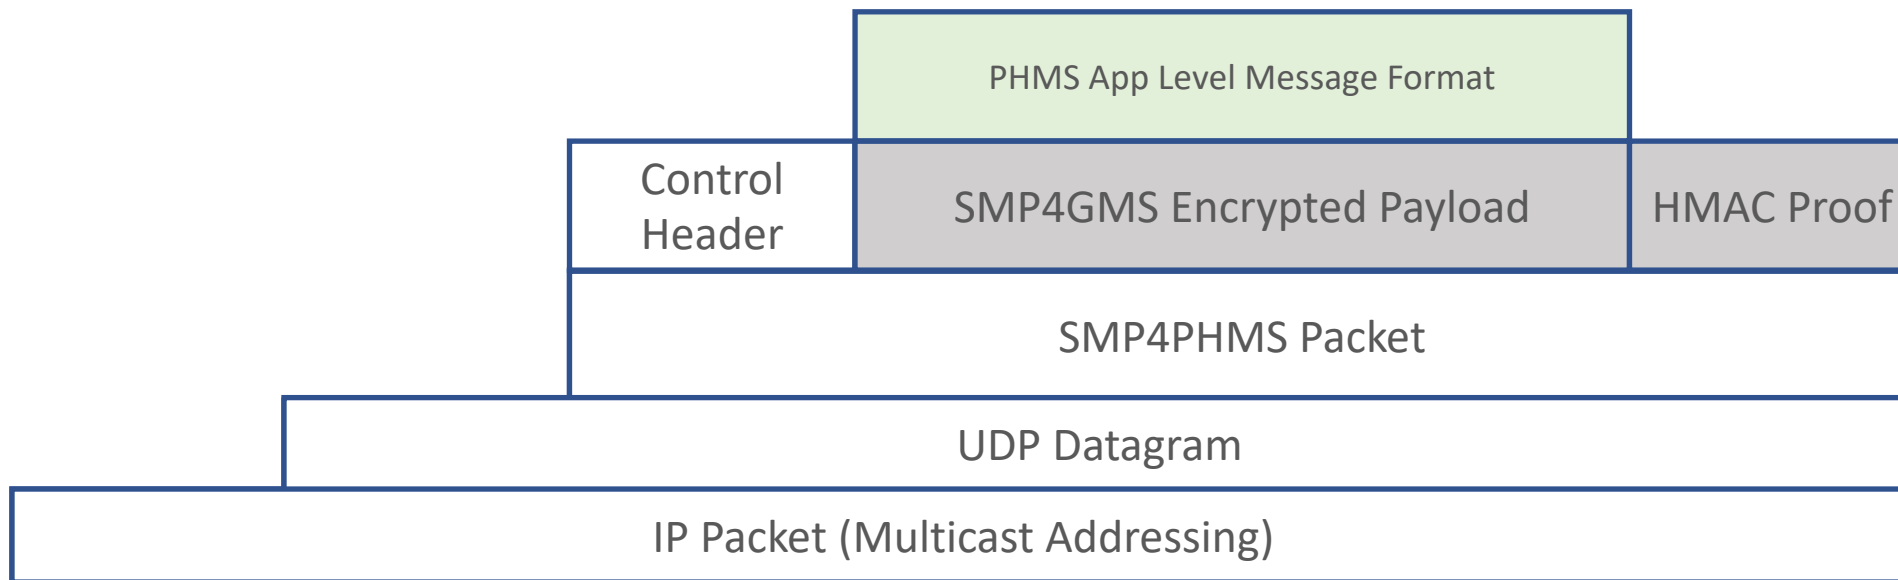 PHMS App Level Message Format
Control
Header
SMP4GMS Encrypted Payload
HMAC Proof
SMP4PHMS Packet
UDP Datagram
IP Packet (Multicast Addressing)